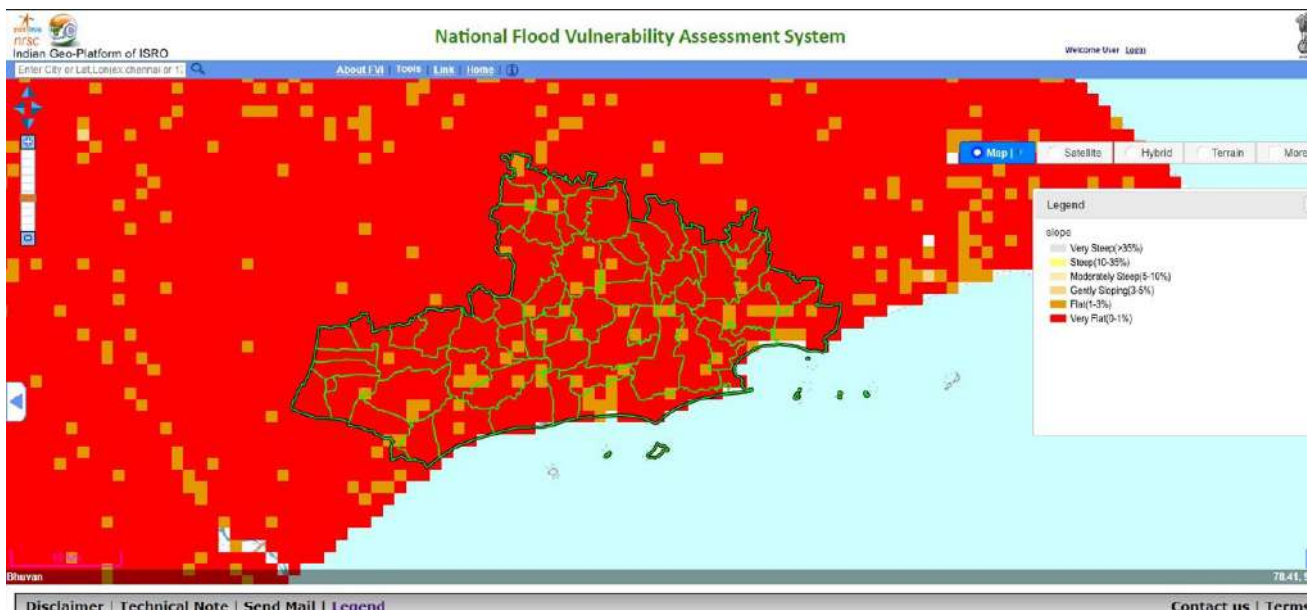 nrsc
Indian Geo-Platform of ISRO
National Flood Vulnerability Assessment System
Welcome User Login
Enter City or Lat,Lon(ex:chennai or 1
About FVI | Tools | Link | Home |
Map |
Satellite
Hybrid
Terrain
More
Legend
slope
Very Steep(>35%)
Steep(10-35%)
Moderately Steep(5-10%)
Gently Sloping(3-5%)
Flat(1-3%)
Very Flat(0-1%)
Bhuvan
78.41,
Disclaimer | Technical Note | Send Mail | Legend
Contact us | Terms